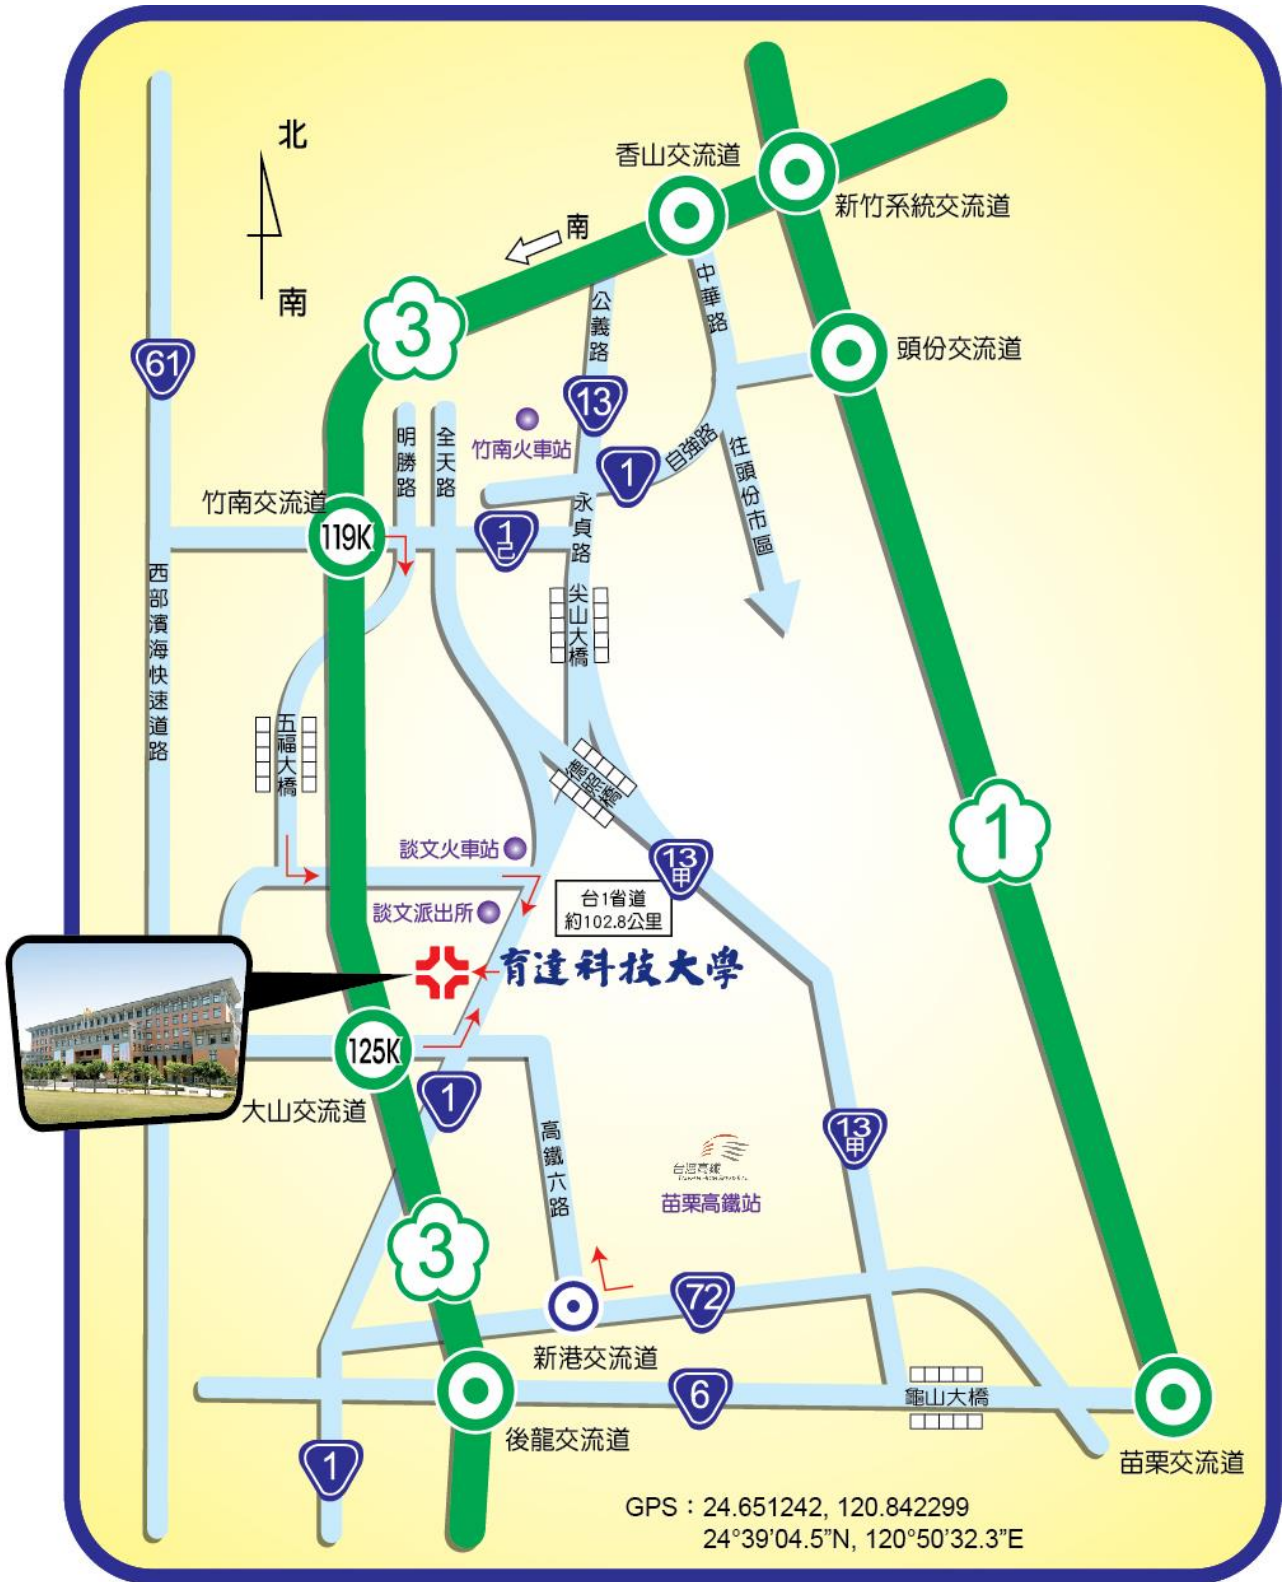 北
南
香山交流道
新竹系統交流道
南
中華路
公義路
3
61
頭份交流道
13
明勝路
全天路
竹南火車站
自強路
往頭份市區
1
竹南交流道
永貞路
119K
1己
西部濱海快速道路
尖山大橋
五福大橋
德照橋
1
談文火車站
13甲
台1省道
約102.8公里
談文派出所
育達科技大學
125K
1
大山交流道
高鐵六路
13甲
台灣高鐵
苗栗高鐵站
3
72
新港交流道
6
龜山大橋
後龍交流道
1
苗栗交流道
GPS：24.651242, 120.842299
24°39’04.5”N, 120°50’32.3”E